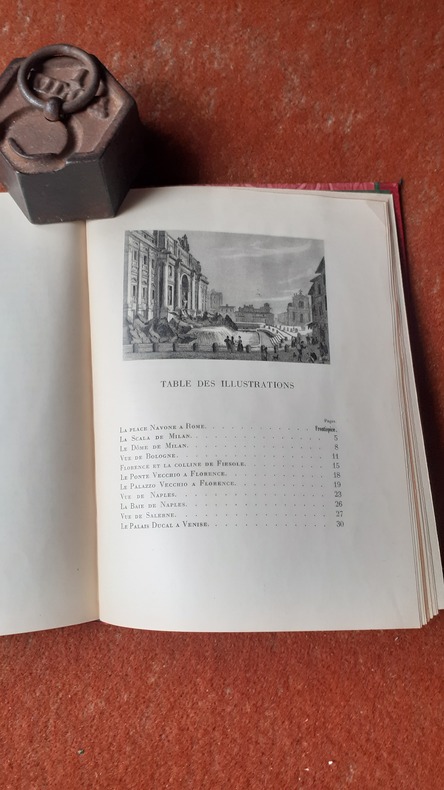 TABLE DES ILLUSTRATIONS
Pages
LA PLACE NAVONE A ROME. Frontispice.
LA SCALA DE MILAN. 5
LE DÔME DE MILAN. 8
VUE DE BOLOGNE. 11
FLORENCE ET LA COLLINE DE FIESOLE. 15
LE PONTE VECCHIO A FLORENCE. 18
LE PALAZZO VECCHIO A FLORENCE. 19
VUE DE NAPLES. 23
LA BAIE DE NAPLES. 26
VUE DE SALERNE. 27
LE PALAIS DUCAL A VENISE. 30